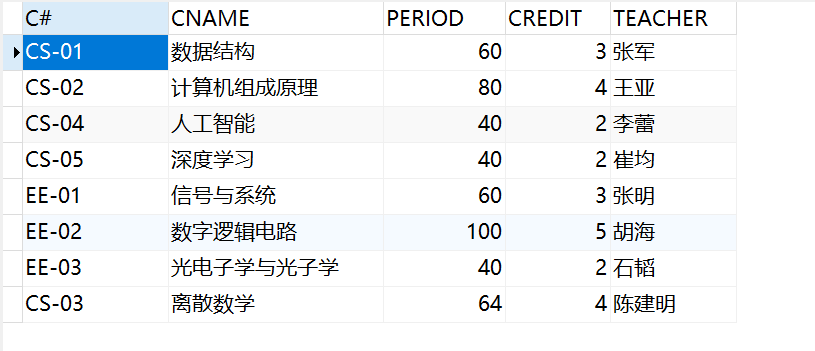 C# CNAME PERIOD CREDIT TEACHER
CS-01 数据结构 60 3 张军
CS-02 计算机组成原理 80 4 王亚
CS-04 人工智能 40 2 李蕾
CS-05 深度学习 40 2 崔均
EE-01 信号与系统 60 3 张明
EE-02 数字逻辑电路 100 5 胡海
EE-03 光电子学与光子学 40 2 石韬
CS-03 离散数学 64 4 陈建明